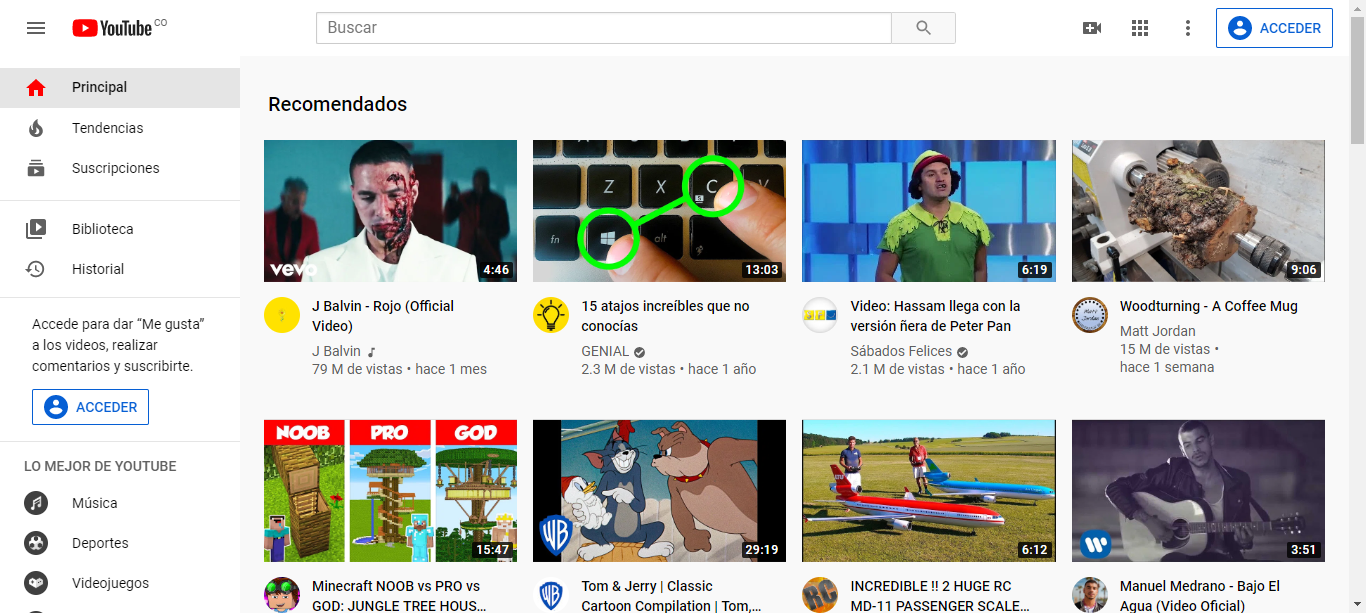 YouTube CO
Buscar
ACCEDER
Principal
Tendencias
Suscripciones
Biblioteca
Historial
Accede para dar “Me gusta”
a los videos, realizar
comentarios y suscribirte.
ACCEDER
LO MEJOR DE YOUTUBE
Música
Deportes
Videojuegos
Recomendados
vevo
4:46
J Balvin - Rojo (Official
Video)
J Balvin
79 M de vistas • hace 1 mes
Z X C V
S
fn alt
13:03
15 atajos increíbles que no
conocías
GENIAL
2.3 M de vistas • hace 1 año
6:19
Video: Hassam llega con la
versión ñera de Peter Pan
Sábados Felices
2.1 M de vistas • hace 1 año
9:06
Matt
Jordan
Woodturning - A Coffee Mug
Matt Jordan
15 M de vistas •
hace 1 semana
NOOB PRO GOD
15:47
Minecraft NOOB vs PRO vs
GOD: JUNGLE TREE HOUS...
WB
29:19
WB
Tom & Jerry | Classic
Cartoon Compilation | Tom,...
6:12
RC
INCREDIBLE !! 2 HUGE RC
MD-11 PASSENGER SCALE...
W
3:51
Manuel Medrano - Bajo El
Agua (Video Oficial)